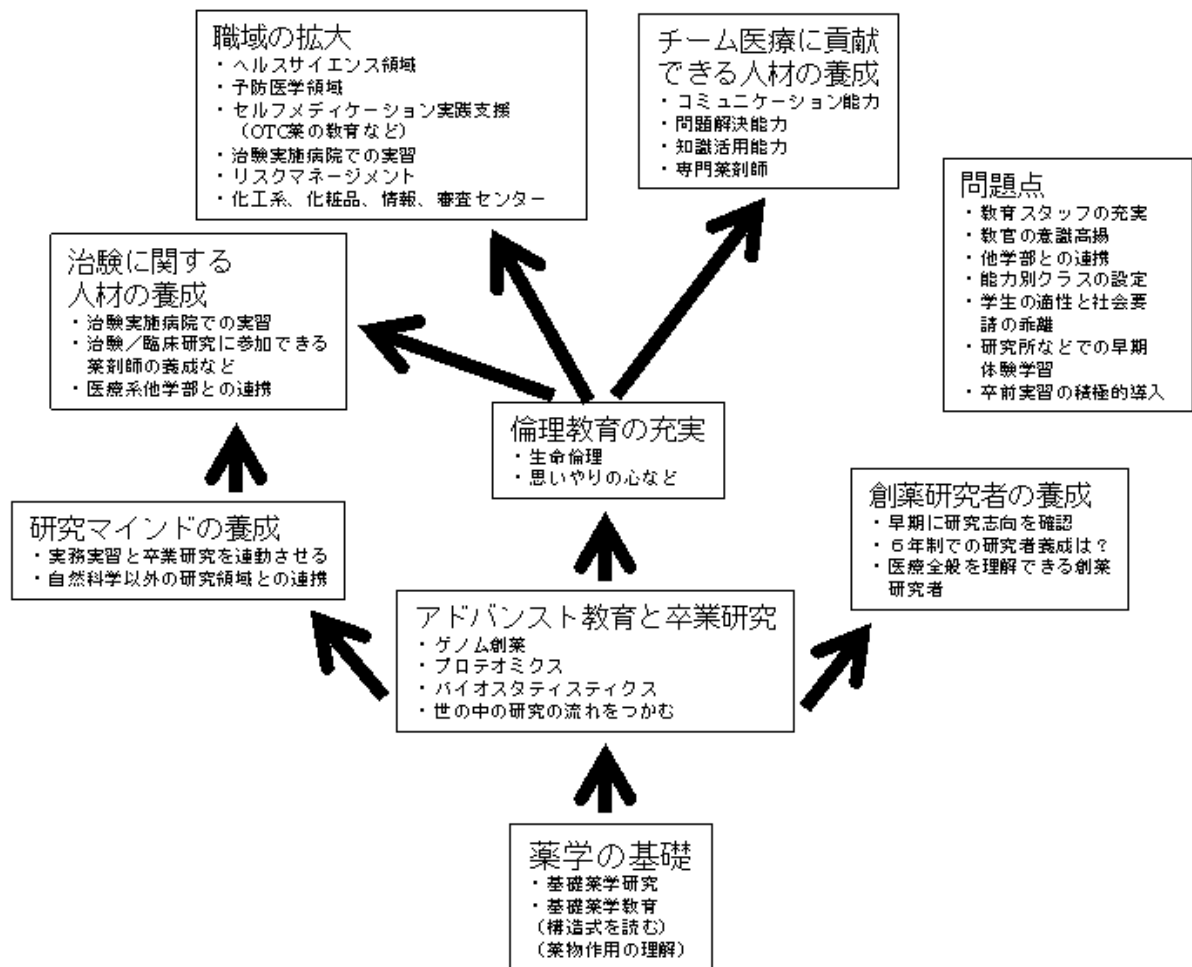 職域の拡大
・ヘルスサイエンス領域
・予防医学領域
・セルフメディケーション実践支援
（OTC薬の教育など）
・治験実施病院での実習
・リスクマネージメント
・化工系、化粧品、情報、審査センター
チーム医療に貢献
できる人材の養成
・コミュニケーション能力
・問題解決能力
・知識活用能力
・専門薬剤師
問題点
・教育スタッフの充実
・教官の意識高揚
・他学部との連携
・能力別クラスの設定
・学生の適性と社会要
請の乖離
・研究所などでの早期
体験学習
・卒前実習の積極的導入
治験に関する
人材の養成
・治験実施病院での実習
・治験／臨床研究に参加できる
薬剤師の養成など
・医療系他学部との連携
倫理教育の充実
・生命倫理
・思いやりの心など
研究マインドの養成
・実務実習と卒業研究を連動させる
・自然科学以外の研究領域との連携
創薬研究者の養成
・早期に研究志向を確認
・６年制での研究者養成は？
・医療全般を理解できる創薬
研究者
アドバンスト教育と卒業研究
・ゲノム創薬
・プロテオミクス
・バイオスタティスティクス
・世の中の研究の流れをつかむ
薬学の基礎
・基礎薬学研究
・基礎薬学教育
（構造式を読む）
（薬物作用の理解）